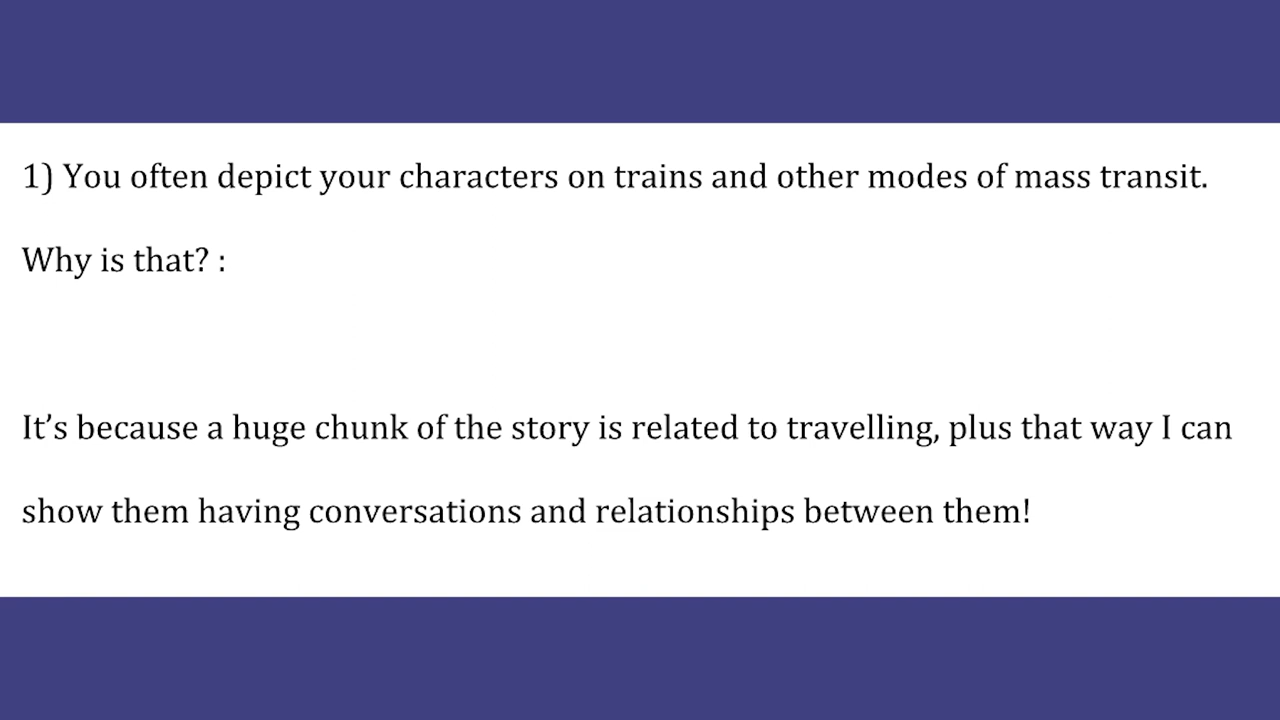 1) You often depict your characters on trains and other modes of mass transit.
Why is that? :
It’s because a huge chunk of the story is related to travelling, plus that way I can
show them having conversations and relationships between them!